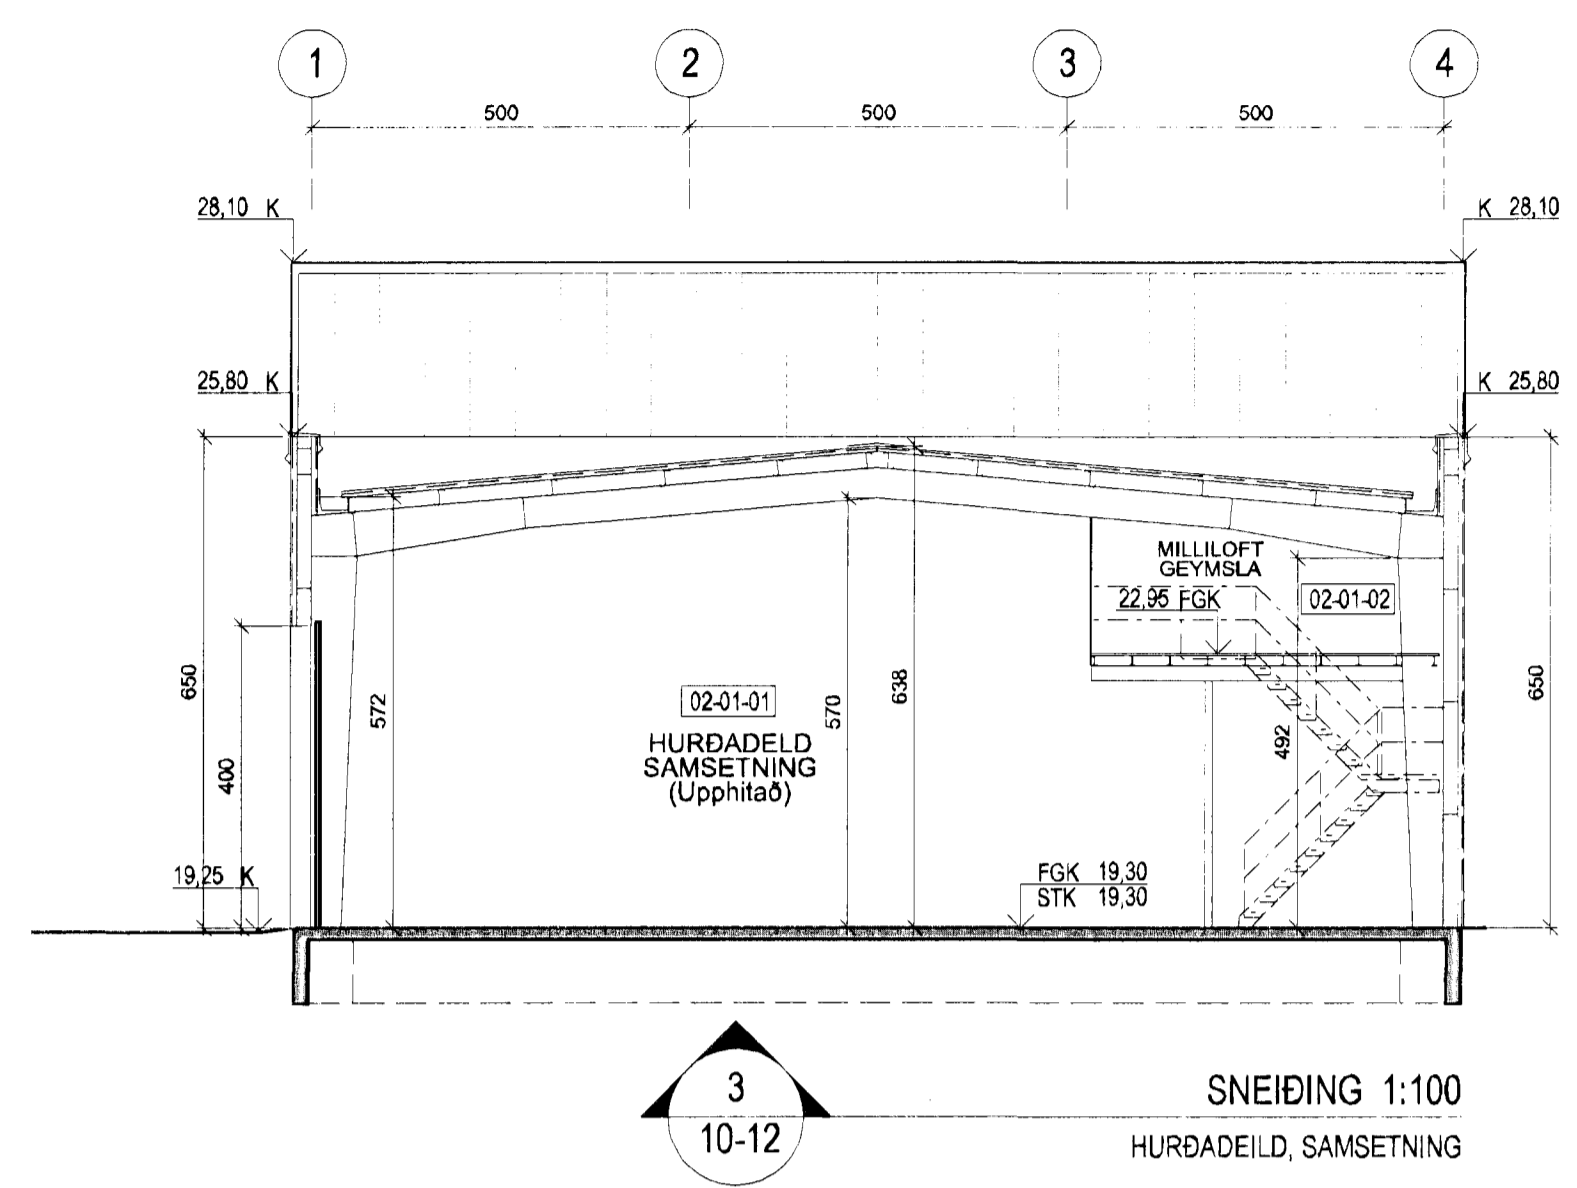 1 2 3 4
500 500 500
28,10 K K 28,10
25,80 K K 25,80
MILLILOFT
GEYMSLA
22,95 FGK 02-01-02
650 400 572 570 638 492 650
02-01-01
HURÐADELD
SAMSETNING
(Upphitað)
19,25 K
FGK 19,30
STK 19,30
3
10-12
SNEIÐING 1:100
HURÐADEILD, SAMSETNING